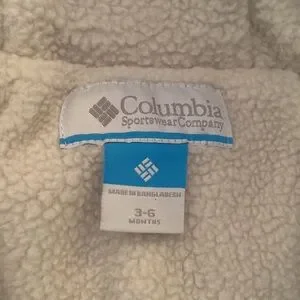 Columbia
Sportswear Company
MADE IN BANGLADESH
3-6
MONTHS